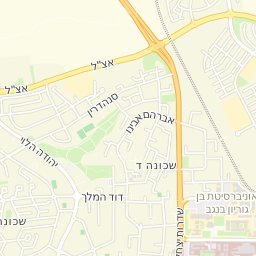 אצ"ל
אצ"ל
סנהדרין
אברהם אבינו
יהודה הלוי
שכונה ד
דוד המלך
אוניברסיטת בן
גוריון בנגב
שכונה
שדרות יצחק